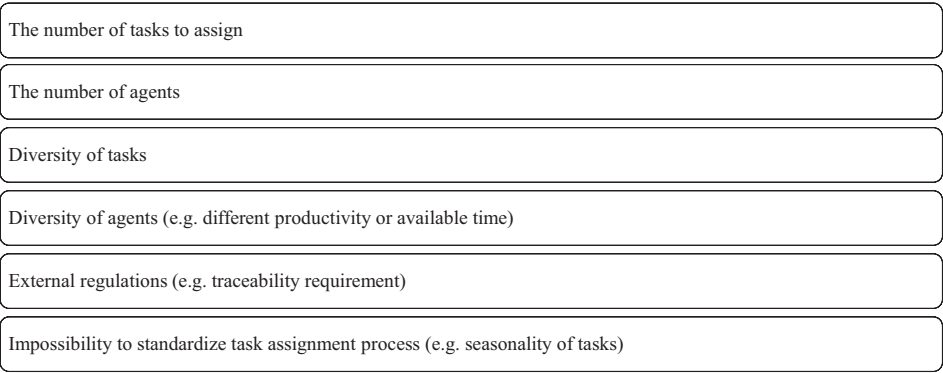 The number of tasks to assign
The number of agents
Diversity of tasks
Diversity of agents (e.g. different productivity or available time)
External regulations (e.g. traceability requirement)
Impossibility to standardize task assignment process (e.g. seasonality of tasks)